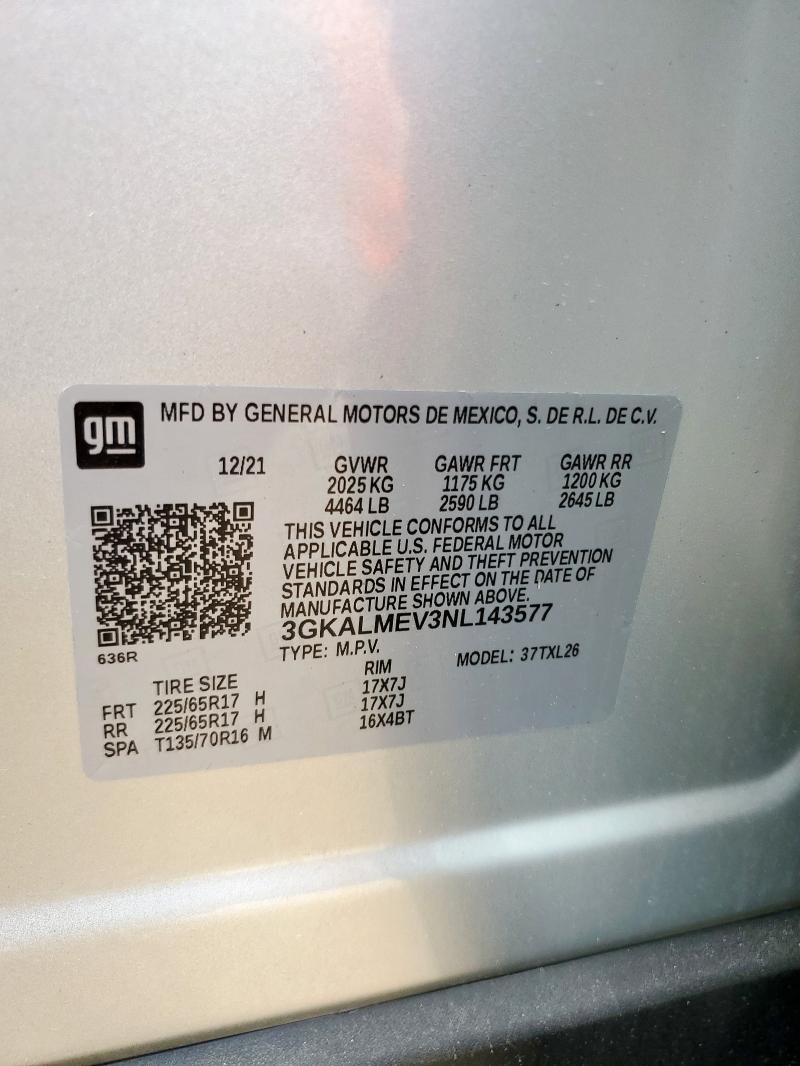 gm
MFD BY GENERAL MOTORS DE MEXICO, S. DE R.L. DE C.V.
12/21 GVWR GAWR FRT GAWR RR
2025 KG 1175 KG 1200 KG
4464 LB 2590 LB 2645 LB
THIS VEHICLE CONFORMS TO ALL
APPLICABLE U.S. FEDERAL MOTOR
VEHICLE SAFETY AND THEFT PREVENTION
STANDARDS IN EFFECT ON THE DATE OF
MANUFACTURE SHOWN ABOVE.
3GKALMEV3NL143577
636R
TYPE: M.P.V. MODEL: 37TXL26
TIRE SIZE RIM
FRT 225/65R17 H 17X7J
RR 225/65R17 H 17X7J
SPA T135/70R16 M 16X4BT